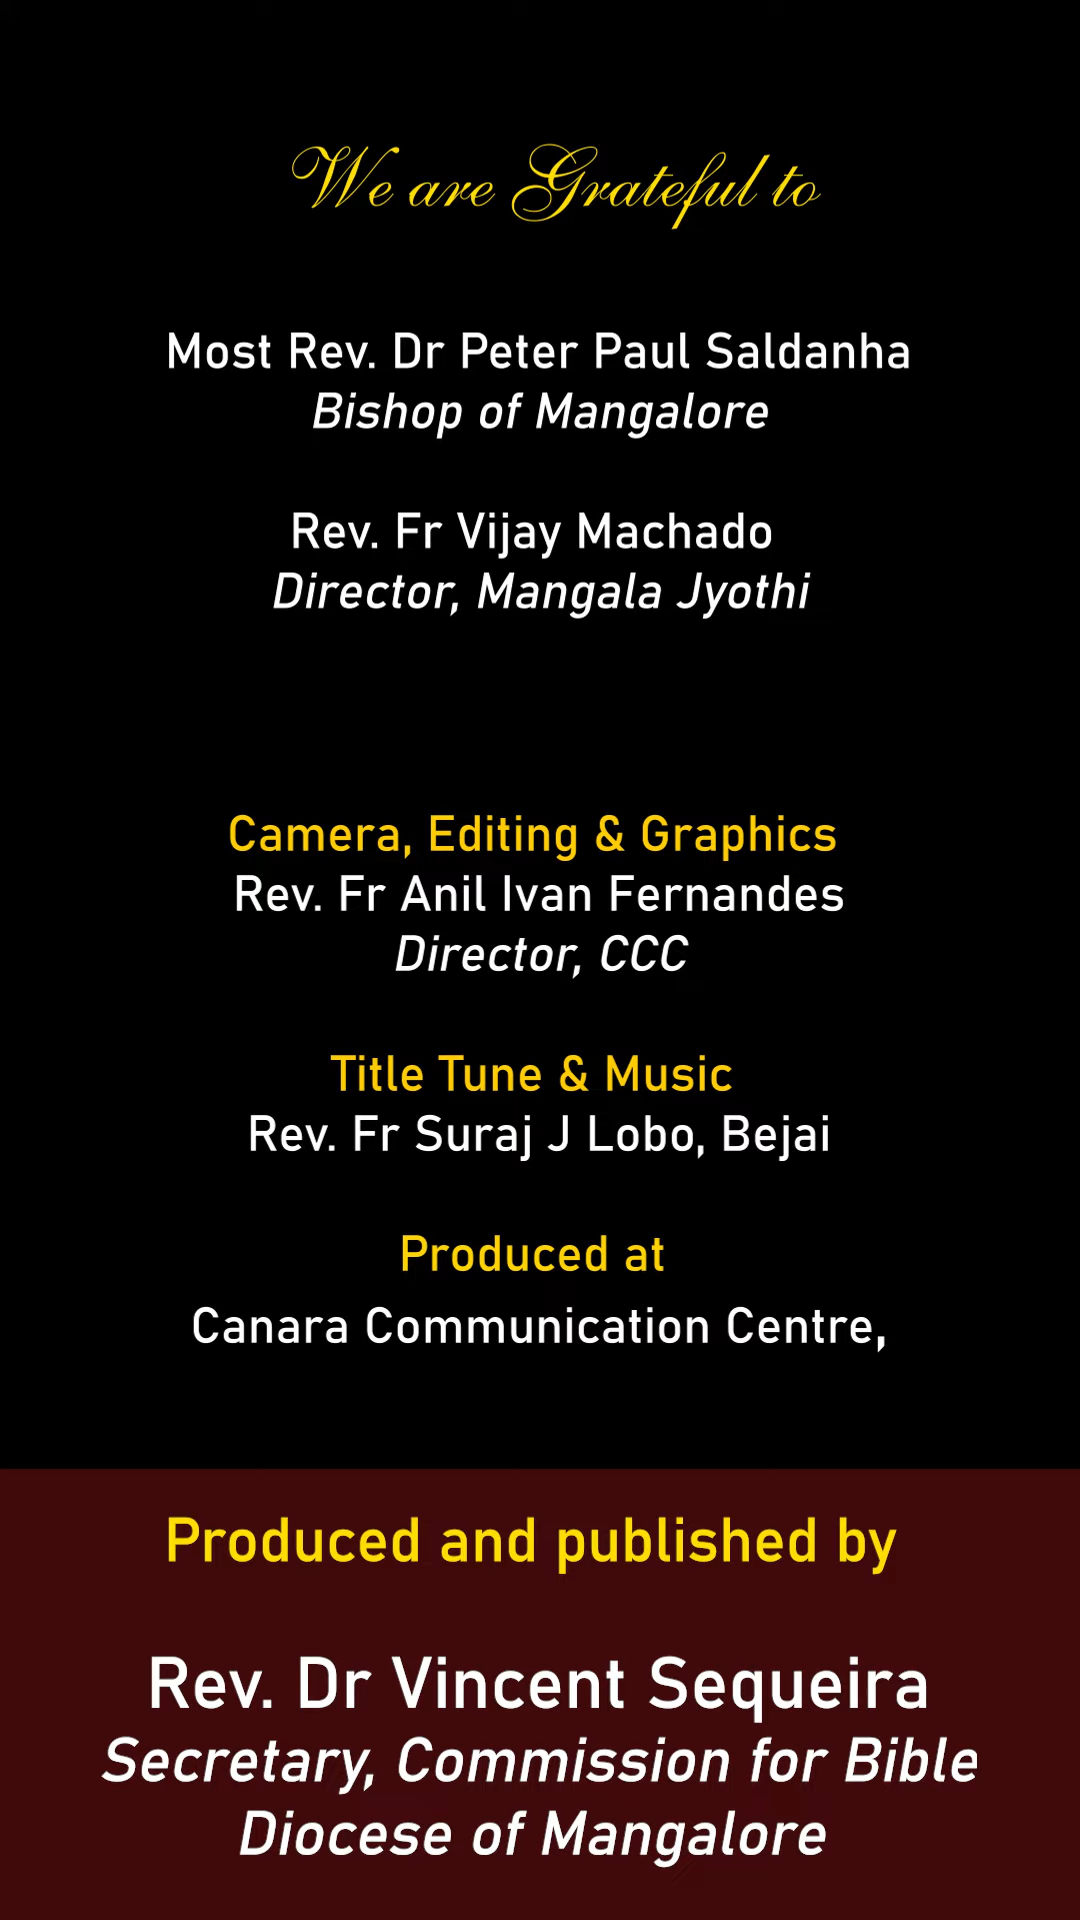 We are Grateful to
Most Rev. Dr Peter Paul Saldanha
Bishop of Mangalore
Rev. Fr Vijay Machado
Director, Mangala Jyothi
Camera, Editing & Graphics
Rev. Fr Anil Ivan Fernandes
Director, CCC
Title Tune & Music
Rev. Fr Suraj J Lobo, Bejai
Produced at
Canara Communication Centre,
Produced and published by
Rev. Dr Vincent Sequeira
Secretary, Commission for Bible
Diocese of Mangalore